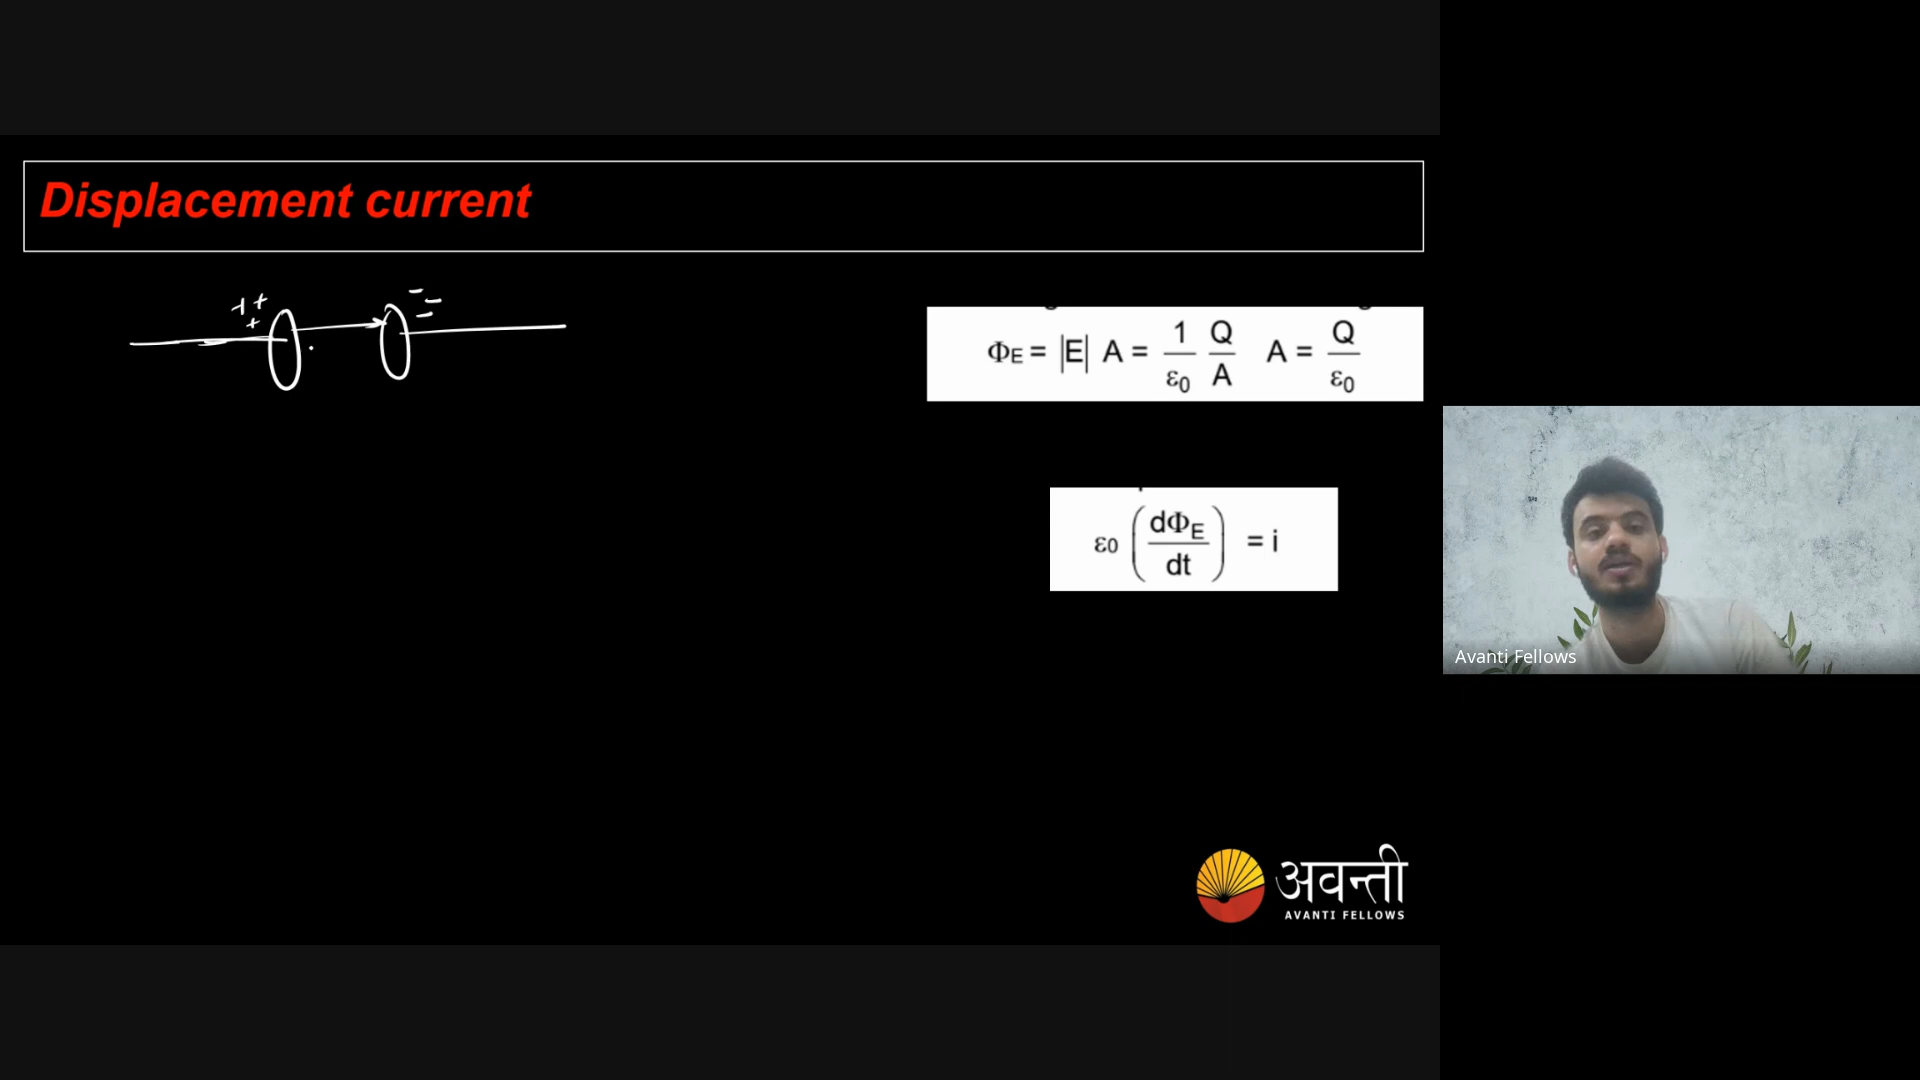 Displacement current
++ 
+
- 
- 
-
ΦE = |E| A = 1/ε0 Q/A A = Q/ε0
ε0 (dΦE/dt) = i
Avanti Fellows
अवन्ती
AVANTI FELLOWS